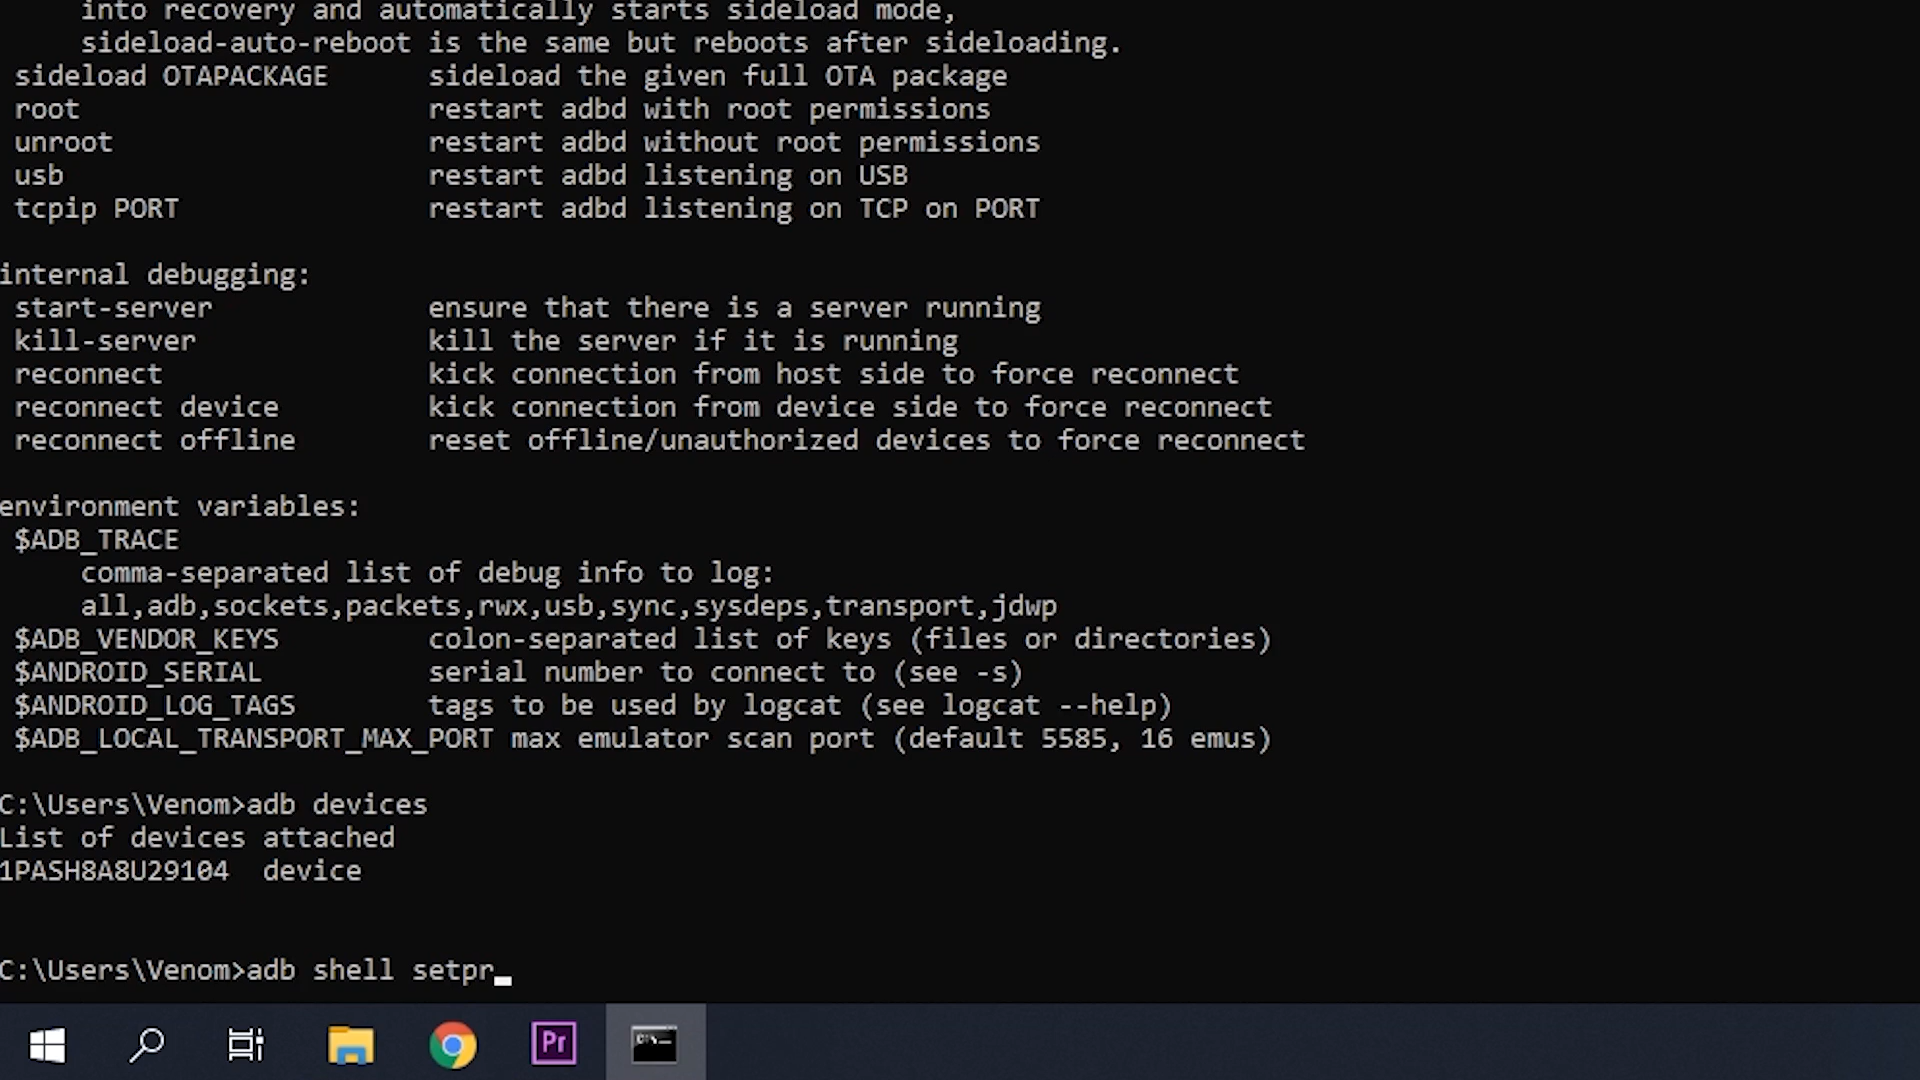 into recovery and automatically starts sideload mode,
sideload-auto-reboot is the same but reboots after sideloading.
sideload OTAPACKAGE sideload the given full OTA package
root restart adbd with root permissions
unroot restart adbd without root permissions
usb restart adbd listening on USB
tcpip PORT restart adbd listening on TCP on PORT
internal debugging:
start-server ensure that there is a server running
kill-server kill the server if it is running
reconnect kick connection from host side to force reconnect
reconnect device kick connection from device side to force reconnect
reconnect offline reset offline/unauthorized devices to force reconnect
environment variables:
$ADB_TRACE
comma-separated list of debug info to log:
all,adb,sockets,packets,rwx,usb,sync,sysdeps,transport,jdwp
$ADB_VENDOR_KEYS colon-separated list of keys (files or directories)
$ANDROID_SERIAL serial number to connect to (see -s)
$ANDROID_LOG_TAGS tags to be used by logcat (see logcat --help)
$ADB_LOCAL_TRANSPORT_MAX_PORT max emulator scan port (default 5585, 16 emus)
C:\Users\Venom>adb devices
List of devices attached
1PASH8A8U29104 device
C:\Users\Venom>adb shell setpr_
Pr
C:\_